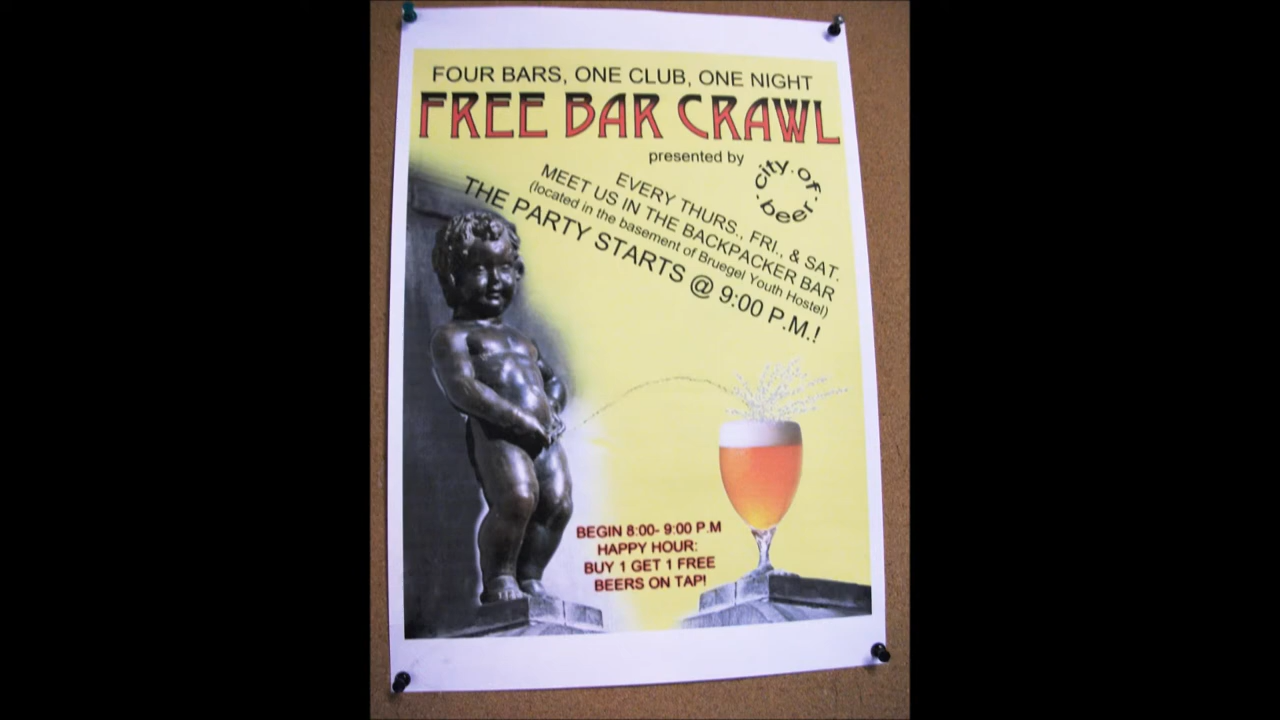 FOUR BARS, ONE CLUB, ONE NIGHT
FREE BAR CRAWL
presented by
city of
beer
EVERY THURS., FRI., & SAT.
MEET US IN THE BACKPACKER BAR
(located in the basement of Bruegel Youth Hostel)
THE PARTY STARTS @ 9:00 P.M.!
BEGIN 8:00- 9:00 P.M
HAPPY HOUR:
BUY 1 GET 1 FREE
BEERS ON TAP!